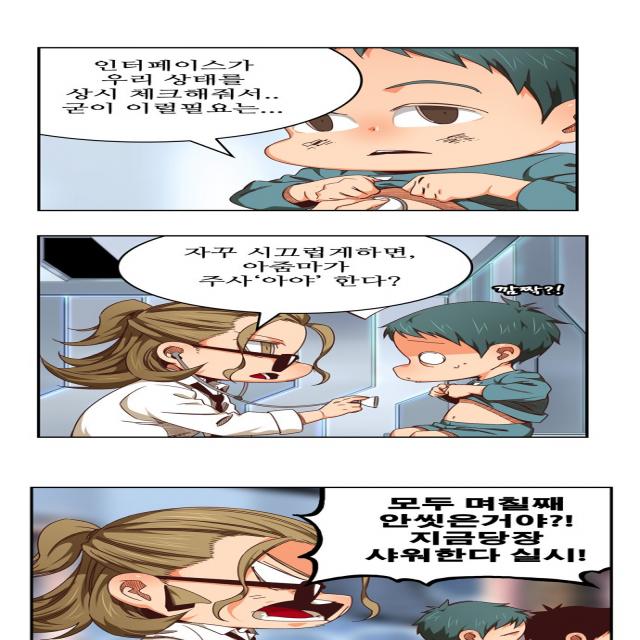 인터페이스가
우리 상태를
상시 체크해줘서..
굳이 이럴필요는...
자꾸 시끄럽게하면,
아줌마가
주사‘아야’ 한다?
깜짝?!
모두 며칠째
안씻은거야?!
지금당장
샤워한다 실시!